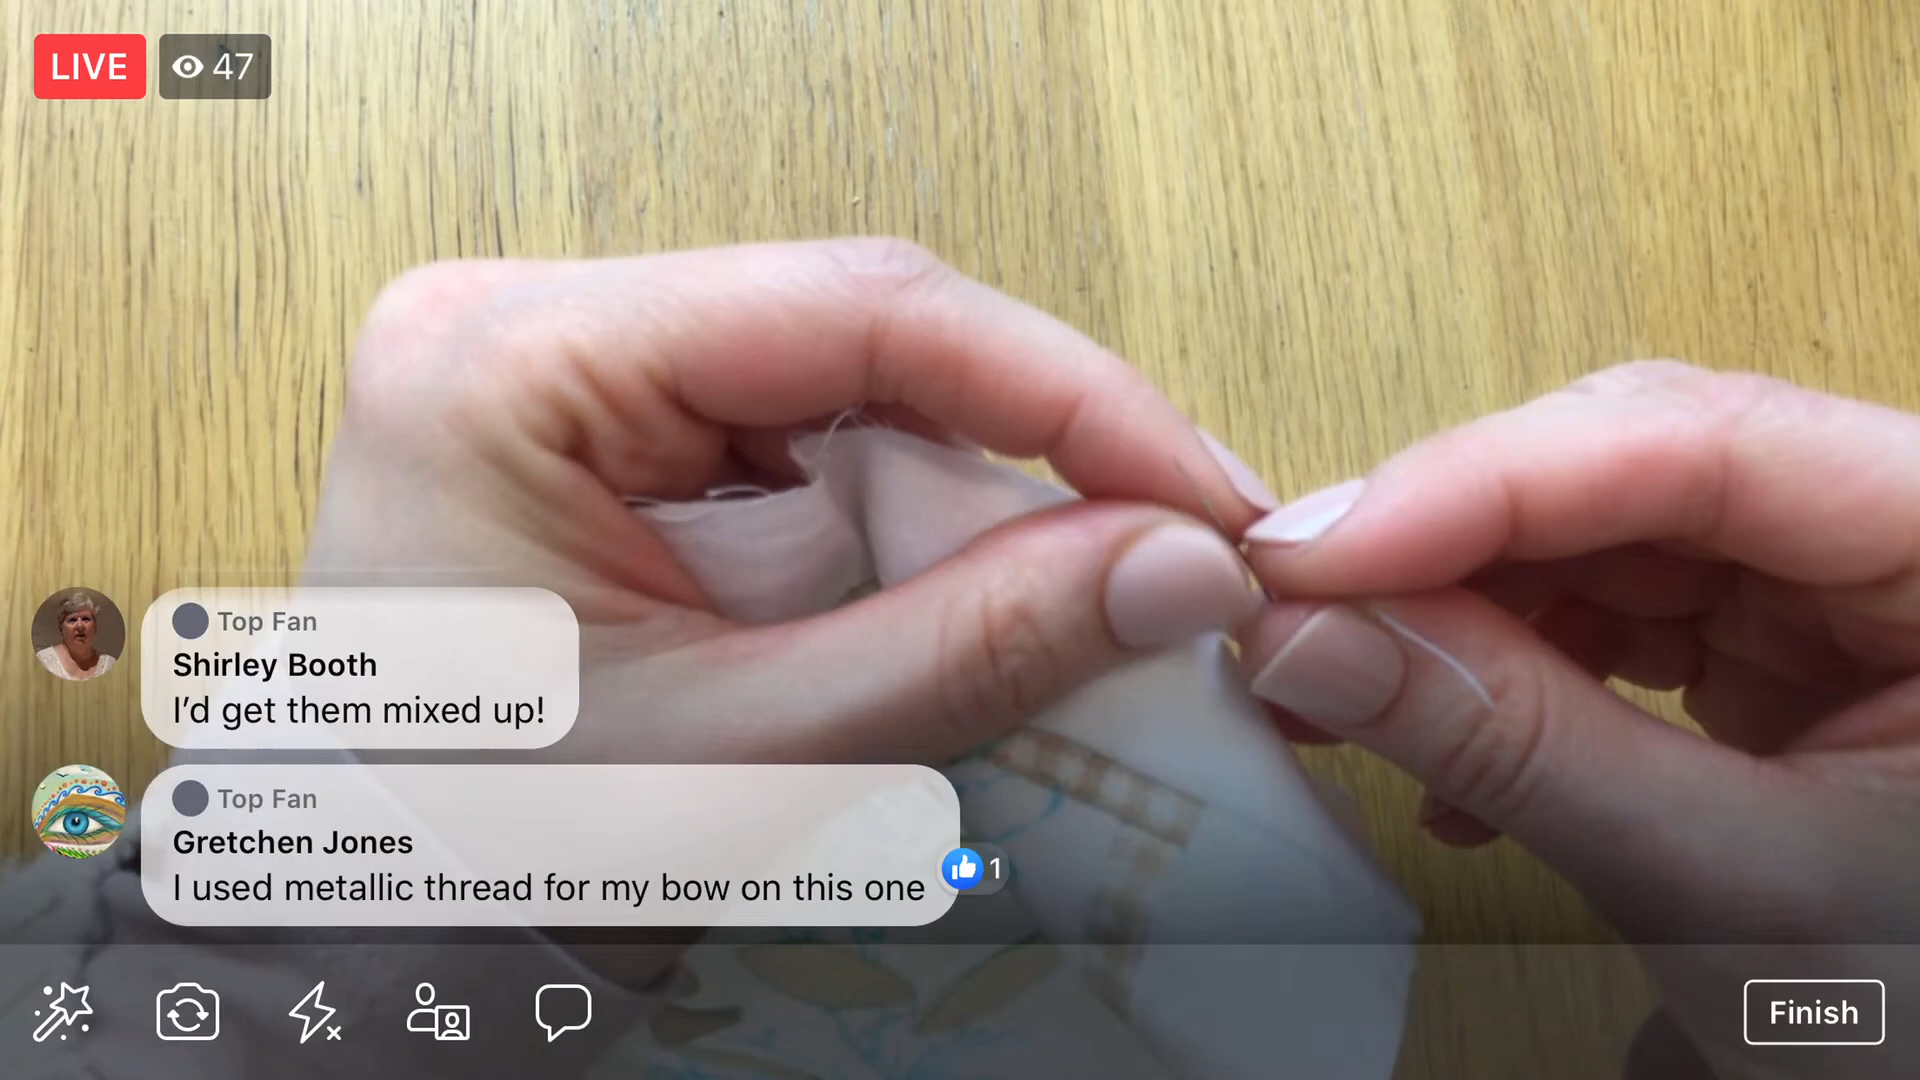 LIVE 47
Top Fan
Shirley Booth
I’d get them mixed up!
Top Fan
Gretchen Jones
I used metallic thread for my bow on this one
1
Finish